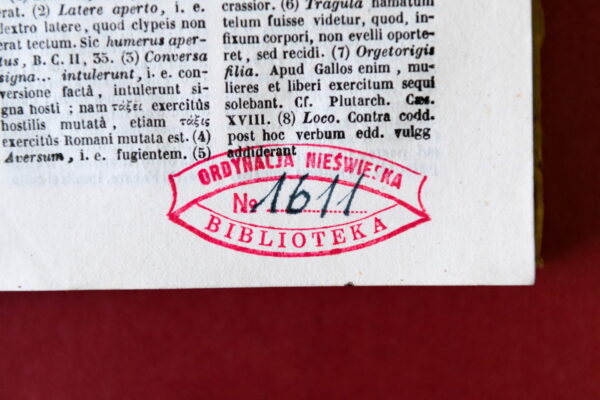 erat. (2) Latere aperto, i. e.
dextro latere, quod clypeis non
erat tectum. Sic humerus aper-
tus, B. C. II, 35. (3) Conversa
signa... intulerunt, i. e. con-
versione factâ, intulerunt si-
gna hosti ; nam τάξις exercitûs
hostilis mutatâ, etiam τάξις
exercitûs Romani mutata est. (4)
Aversum, i. e. fugientem. (5)
crassior. (6) Tragula hamatum
telum fuisse videtur, quod, in-
fixum corpori, non evelli oporte-
ret, sed recidi. (7) Orgetorigis
filia. Apud Gallos enim, mu-
lieres et liberi exercitum sequi
solebant. Cf. Plutarch. Cæs.
XVIII. (8) Loco. Contra codd.
post hoc verbum edd. vulgg
addiderant
ORDYNACJA NIEŚWIESKA
№ 1611
BIBLIOTEKA